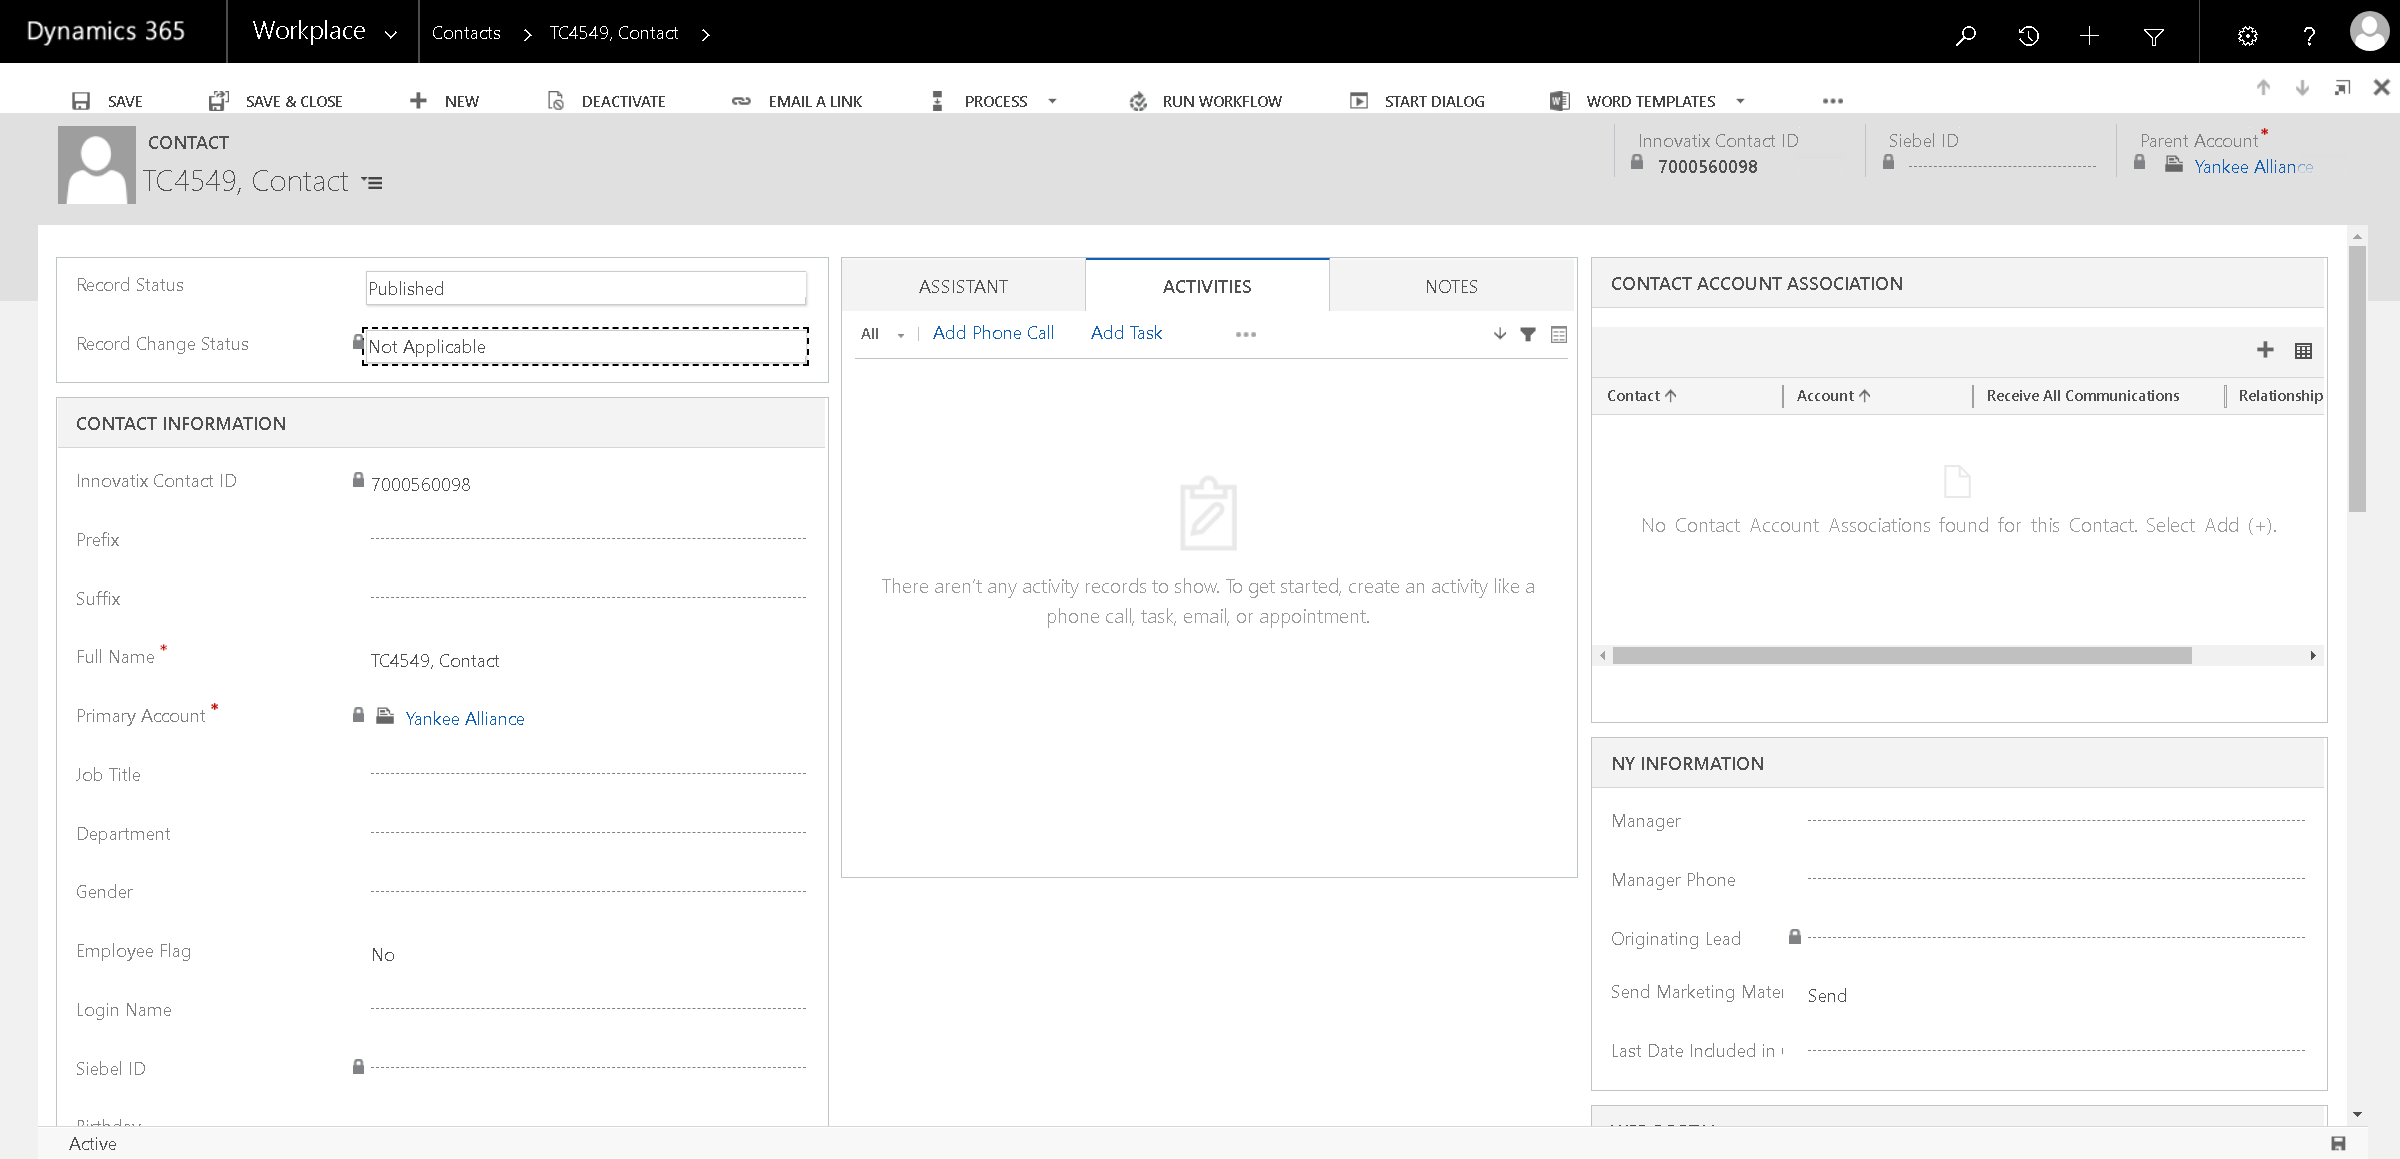 Dynamics 365
Workplace
Contacts
TC4549, Contact
?
SAVE
SAVE & CLOSE
NEW
DEACTIVATE
EMAIL A LINK
PROCESS
RUN WORKFLOW
START DIALOG
WORD TEMPLATES
CONTACT
TC4549, Contact
Innovatix Contact ID
7000560098
Siebel ID
Parent Account *
Yankee Alliance
Record Status
Published
Record Change Status
Not Applicable
CONTACT INFORMATION
Innovatix Contact ID
7000560098
Prefix
Suffix
Full Name *
TC4549, Contact
Primary Account *
Yankee Alliance
Job Title
Department
Gender
Employee Flag
No
Login Name
Siebel ID
Birthday
ASSISTANT
ACTIVITIES
NOTES
All
Add Phone Call
Add Task
There aren't any activity records to show. To get started, create an activity like a
phone call, task, email, or appointment.
CONTACT ACCOUNT ASSOCIATION
Contact
Account
Receive All Communications
Relationship
No Contact Account Associations found for this Contact. Select Add (+).
NY INFORMATION
Manager
Manager Phone
Originating Lead
Send Marketing Mater
Send
Last Date Included in
Active